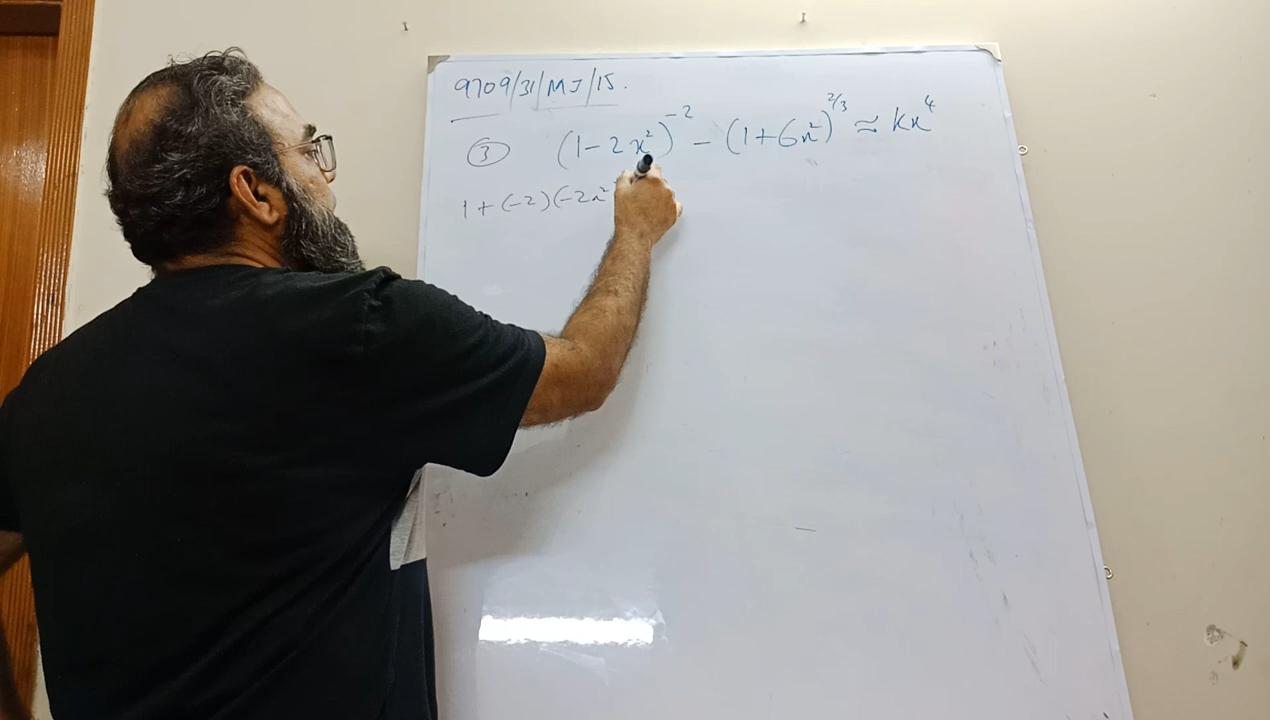 9709/31/MJ/15.
③ (1-2x²)⁻² - (1+6x²)^2/3 ≈ kx⁴
1+(-2)(-2x²